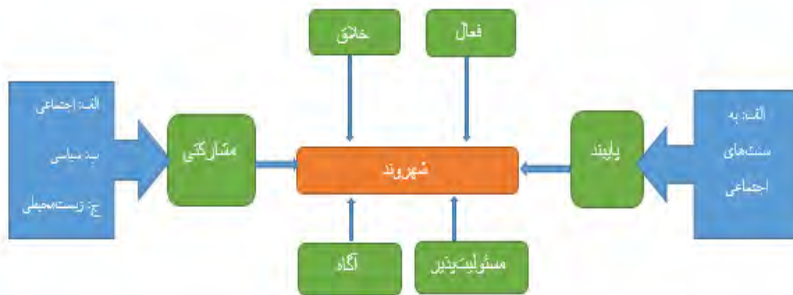 فعال
خلاق
الف: به
سنت‌های
اجتماعی
پایبند
شهروند
مشارکتی
الف: اجتماعی
ب: سیاسی
ج: زیست‌محیطی
مسئولیت‌پذیر
آگاه